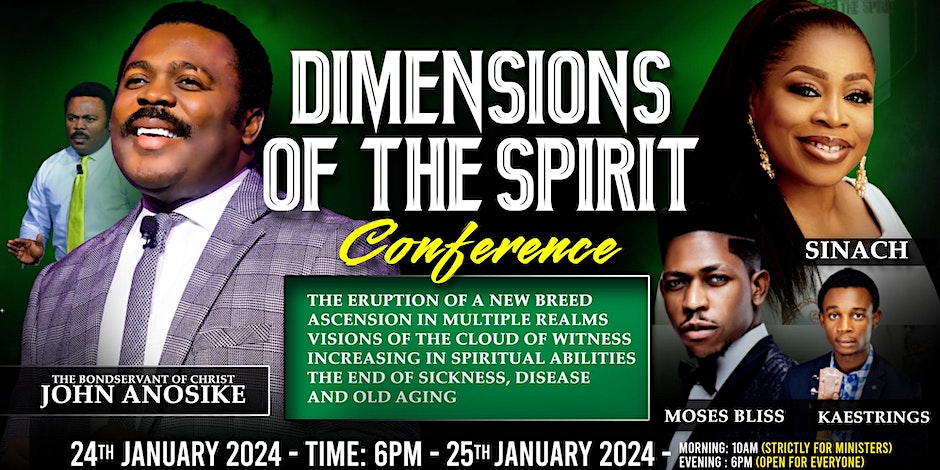 DIMENSIONS
OF THE SPIRIT
Conference
THE ERUPTION OF A NEW BREED
ASCENSION IN MULTIPLE REALMS
VISIONS OF THE CLOUD OF WITNESS
INCREASING IN SPIRITUAL ABILITIES
THE END OF SICKNESS, DISEASE
AND OLD AGING
THE BONDSERVANT OF CHRIST
JOHN ANOSIKE
SINACH
MOSES BLISS
KAESTRINGS
24TH JANUARY 2024 - TIME: 6PM - 25TH JANUARY 2024 -
MORNING: 10AM (STRICTLY FOR MINISTERS)
EVENING : 6PM (OPEN FOR EVERYONE)